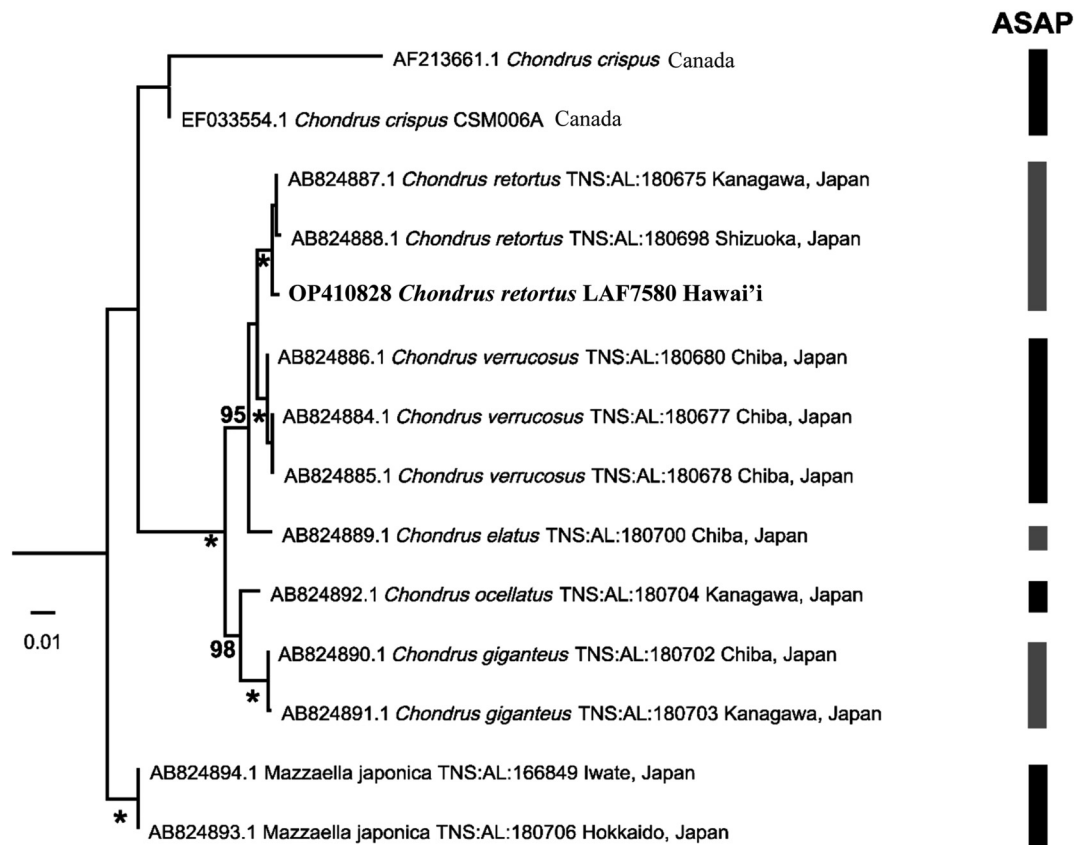 ASAP
AF213661.1 Chondrus crispus Canada
EF033554.1 Chondrus crispus CSM006A Canada
AB824887.1 Chondrus retortus TNS:AL:180675 Kanagawa, Japan
AB824888.1 Chondrus retortus TNS:AL:180698 Shizuoka, Japan
*
OP410828 Chondrus retortus LAF7580 Hawai’i
AB824886.1 Chondrus verrucosus TNS:AL:180680 Chiba, Japan
95
*
AB824884.1 Chondrus verrucosus TNS:AL:180677 Chiba, Japan
AB824885.1 Chondrus verrucosus TNS:AL:180678 Chiba, Japan
*
AB824889.1 Chondrus elatus TNS:AL:180700 Chiba, Japan
AB824892.1 Chondrus ocellatus TNS:AL:180704 Kanagawa, Japan
0.01
98
AB824890.1 Chondrus giganteus TNS:AL:180702 Chiba, Japan
*
AB824891.1 Chondrus giganteus TNS:AL:180703 Kanagawa, Japan
AB824894.1 Mazzaella japonica TNS:AL:166849 Iwate, Japan
*
AB824893.1 Mazzaella japonica TNS:AL:180706 Hokkaido, Japan